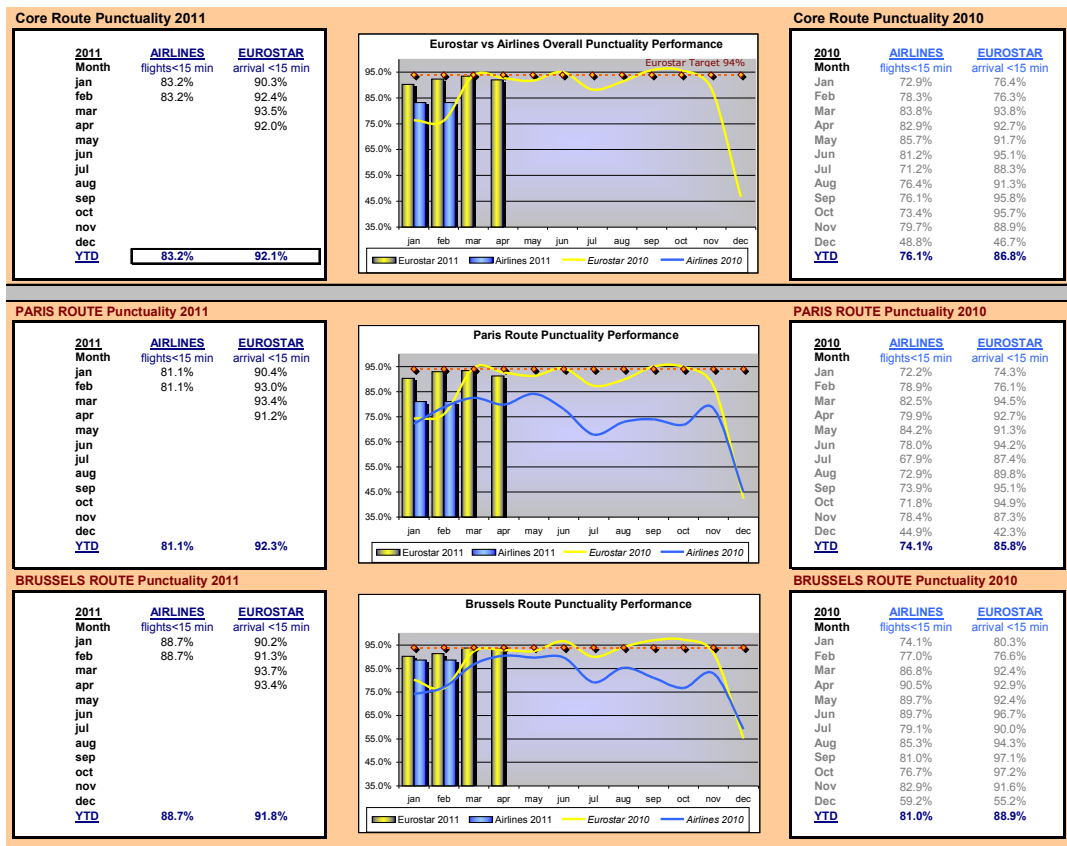 Core Route Punctuality 2011
2011 AIRLINES EUROSTAR
Month flights<15 min arrival <15 min
jan 83.2% 90.3%
feb 83.2% 92.4%
mar 93.5%
apr 92.0%
may
jun
jul
aug
sep
oct
nov
dec
YTD 83.2% 92.1%
Eurostar vs Airlines Overall Punctuality Performance
Eurostar Target 94%
95.0%
85.0%
75.0%
65.0%
55.0%
45.0%
35.0%
jan feb mar apr may jun jul aug sep oct nov dec
Eurostar 2011 Airlines 2011 Eurostar 2010 Airlines 2010
Core Route Punctuality 2010
2010 AIRLINES EUROSTAR
Month flights<15 min arrival <15 min
Jan 72.9% 76.4%
Feb 78.3% 76.3%
Mar 83.8% 93.8%
Apr 82.9% 92.7%
May 85.7% 91.7%
Jun 81.2% 95.1%
Jul 71.2% 88.3%
Aug 76.4% 91.3%
Sep 76.1% 95.8%
Oct 73.4% 95.7%
Nov 79.7% 88.9%
Dec 48.8% 46.7%
YTD 76.1% 86.8%
PARIS ROUTE Punctuality 2011
2011 AIRLINES EUROSTAR
Month flights<15 min arrival <15 min
jan 81.1% 90.4%
feb 81.1% 93.0%
mar 93.4%
apr 91.2%
may
jun
jul
aug
sep
oct
nov
dec
YTD 81.1% 92.3%
Paris Route Punctuality Performance
95.0%
85.0%
75.0%
65.0%
55.0%
45.0%
35.0%
jan feb mar apr may jun jul aug sep oct nov dec
Eurostar 2011 Airlines 2011 Eurostar 2010 Airlines 2010
PARIS ROUTE Punctuality 2010
2010 AIRLINES EUROSTAR
Month flights<15 min arrival <15 min
Jan 72.2% 74.3%
Feb 78.9% 76.1%
Mar 82.5% 94.5%
Apr 79.9% 92.7%
May 84.2% 91.3%
Jun 78.0% 94.2%
Jul 67.9% 87.4%
Aug 72.9% 89.8%
Sep 73.9% 95.1%
Oct 71.8% 94.9%
Nov 78.4% 87.3%
Dec 44.9% 42.3%
YTD 74.1% 85.8%
BRUSSELS ROUTE Punctuality 2011
2011 AIRLINES EUROSTAR
Month flights<15 min arrival <15 min
jan 88.7% 90.2%
feb 88.7% 91.3%
mar 93.7%
apr 93.4%
may
jun
jul
aug
sep
oct
nov
dec
YTD 88.7% 91.8%
Brussels Route Punctuality Performance
95.0%
85.0%
75.0%
65.0%
55.0%
45.0%
35.0%
jan feb mar apr may jun jul aug sep oct nov dec
Eurostar 2011 Airlines 2011 Eurostar 2010 Airlines 2010
BRUSSELS ROUTE Punctuality 2010
2010 AIRLINES EUROSTAR
Month flights<15 min arrival <15 min
Jan 74.1% 80.3%
Feb 77.0% 76.6%
Mar 86.8% 92.4%
Apr 90.5% 92.9%
May 89.7% 92.4%
Jun 89.7% 96.7%
Jul 79.1% 90.0%
Aug 85.3% 94.3%
Sep 81.0% 97.1%
Oct 76.7% 97.2%
Nov 82.9% 91.6%
Dec 59.2% 55.2%
YTD 81.0% 88.9%